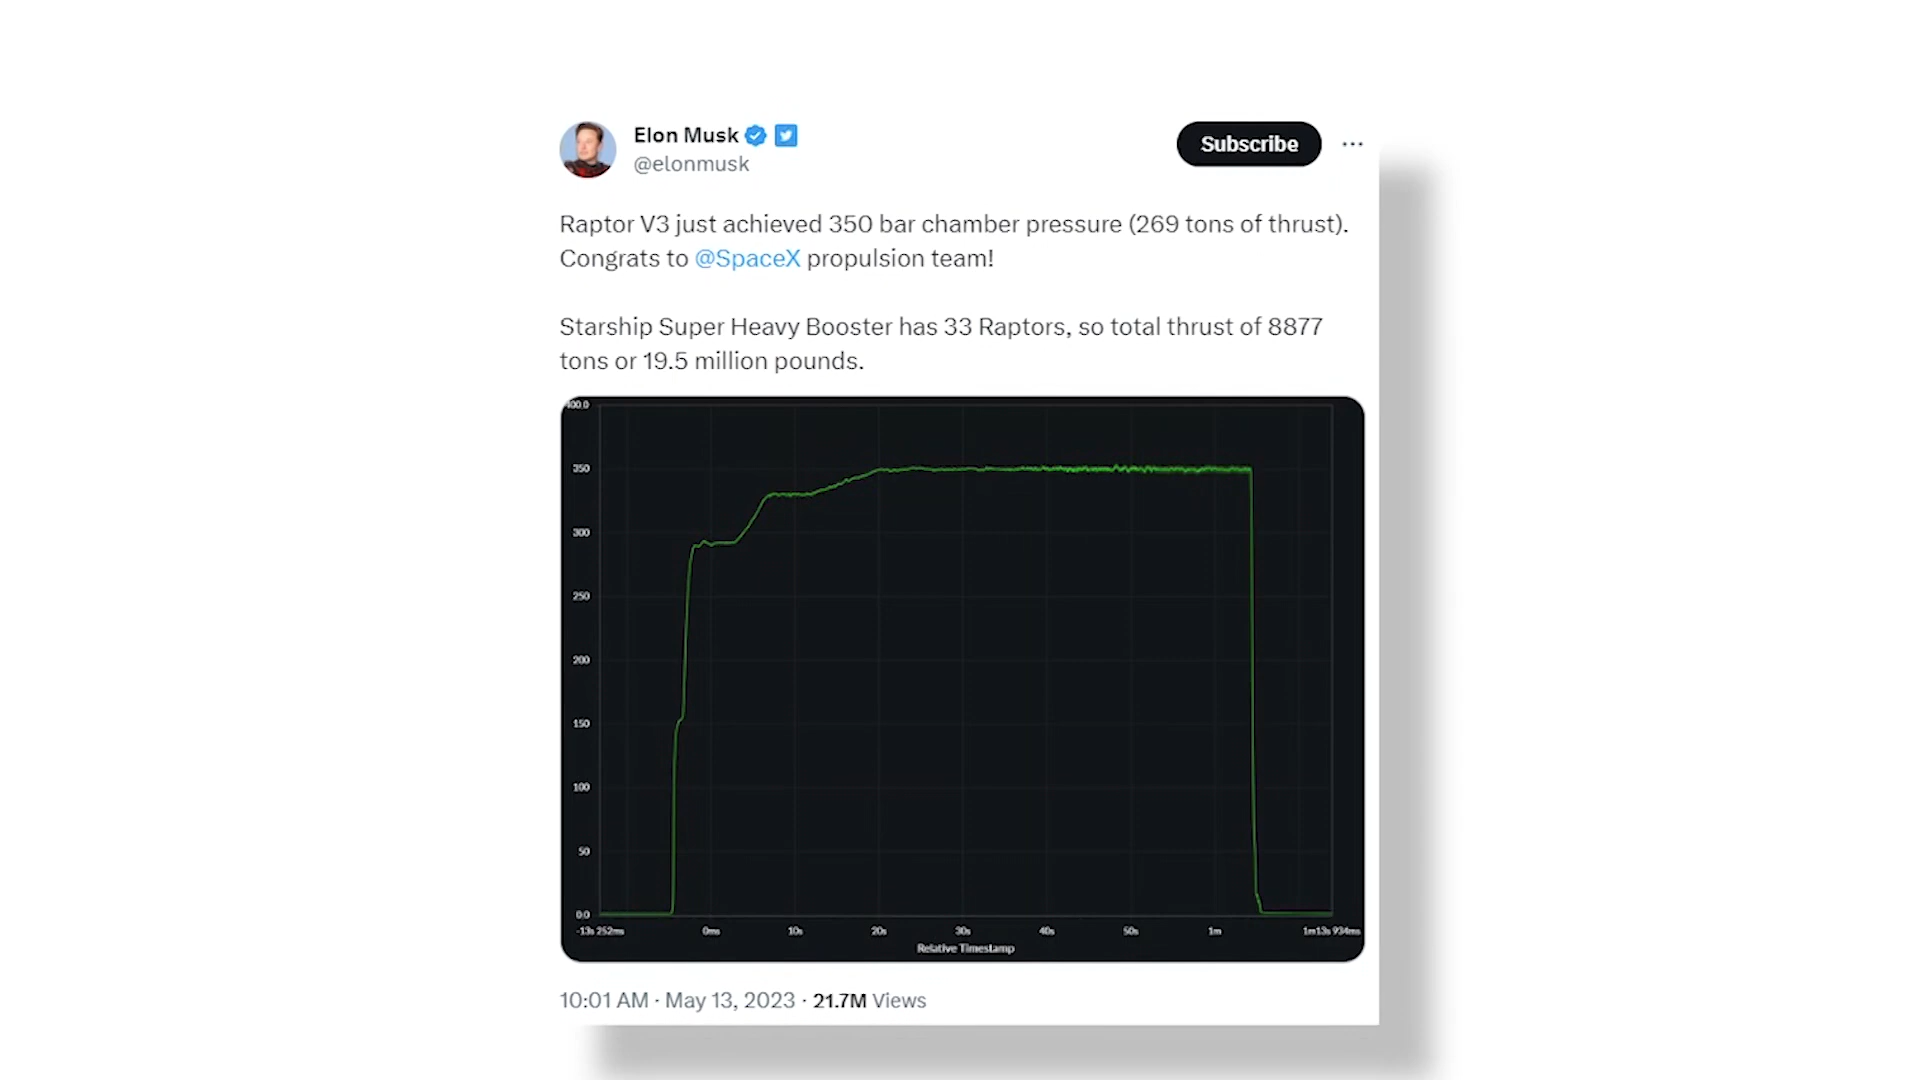 Elon Musk
@elonmusk
Subscribe
Raptor V3 just achieved 350 bar chamber pressure (269 tons of thrust).
Congrats to @SpaceX propulsion team!
Starship Super Heavy Booster has 33 Raptors, so total thrust of 8877
tons or 19.5 million pounds.
400.0
350
300
250
200
150
100
50
0.0
-13s 252ms 0ms 10s 20s 30s 40s 50s 1m 1m13s 934ms
Relative Timestamp
10:01 AM · May 13, 2023 · 21.7M Views